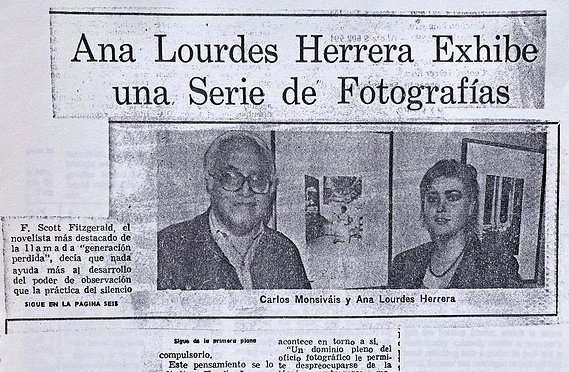 Ana Lourdes Herrera Exhibe
una Serie de Fotografías
Carlos Monsiváis y Ana Lourdes Herrera
F. Scott Fitzgerald, el
novelista más destacado de
la llamada "generación
perdida", decía que nada
ayuda más al desarrollo
del poder de observación
que la práctica del silencio
SIGUE EN LA PAGINA SEIS
Sigue de la primera plana
compulsorio.
Este pensamiento se lo
acontece en torno a sí.
"Un dominio pleno del
oficio fotográfico le permi-
te despreocuparse de la